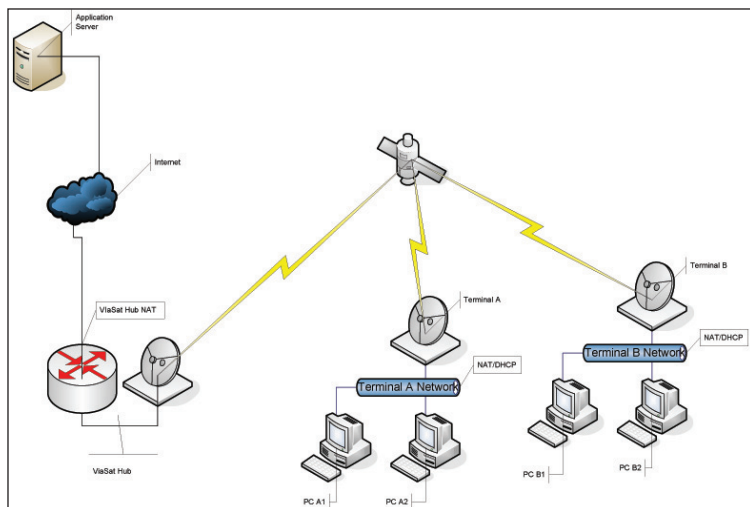 Application
Server
Internet
ViaSat Hub NAT
ViaSat Hub
Terminal A
Terminal B
NAT/DHCP
Terminal A Network
NAT/DHCP
Terminal B Network
PC A1
PC A2
PC B1
PC B2